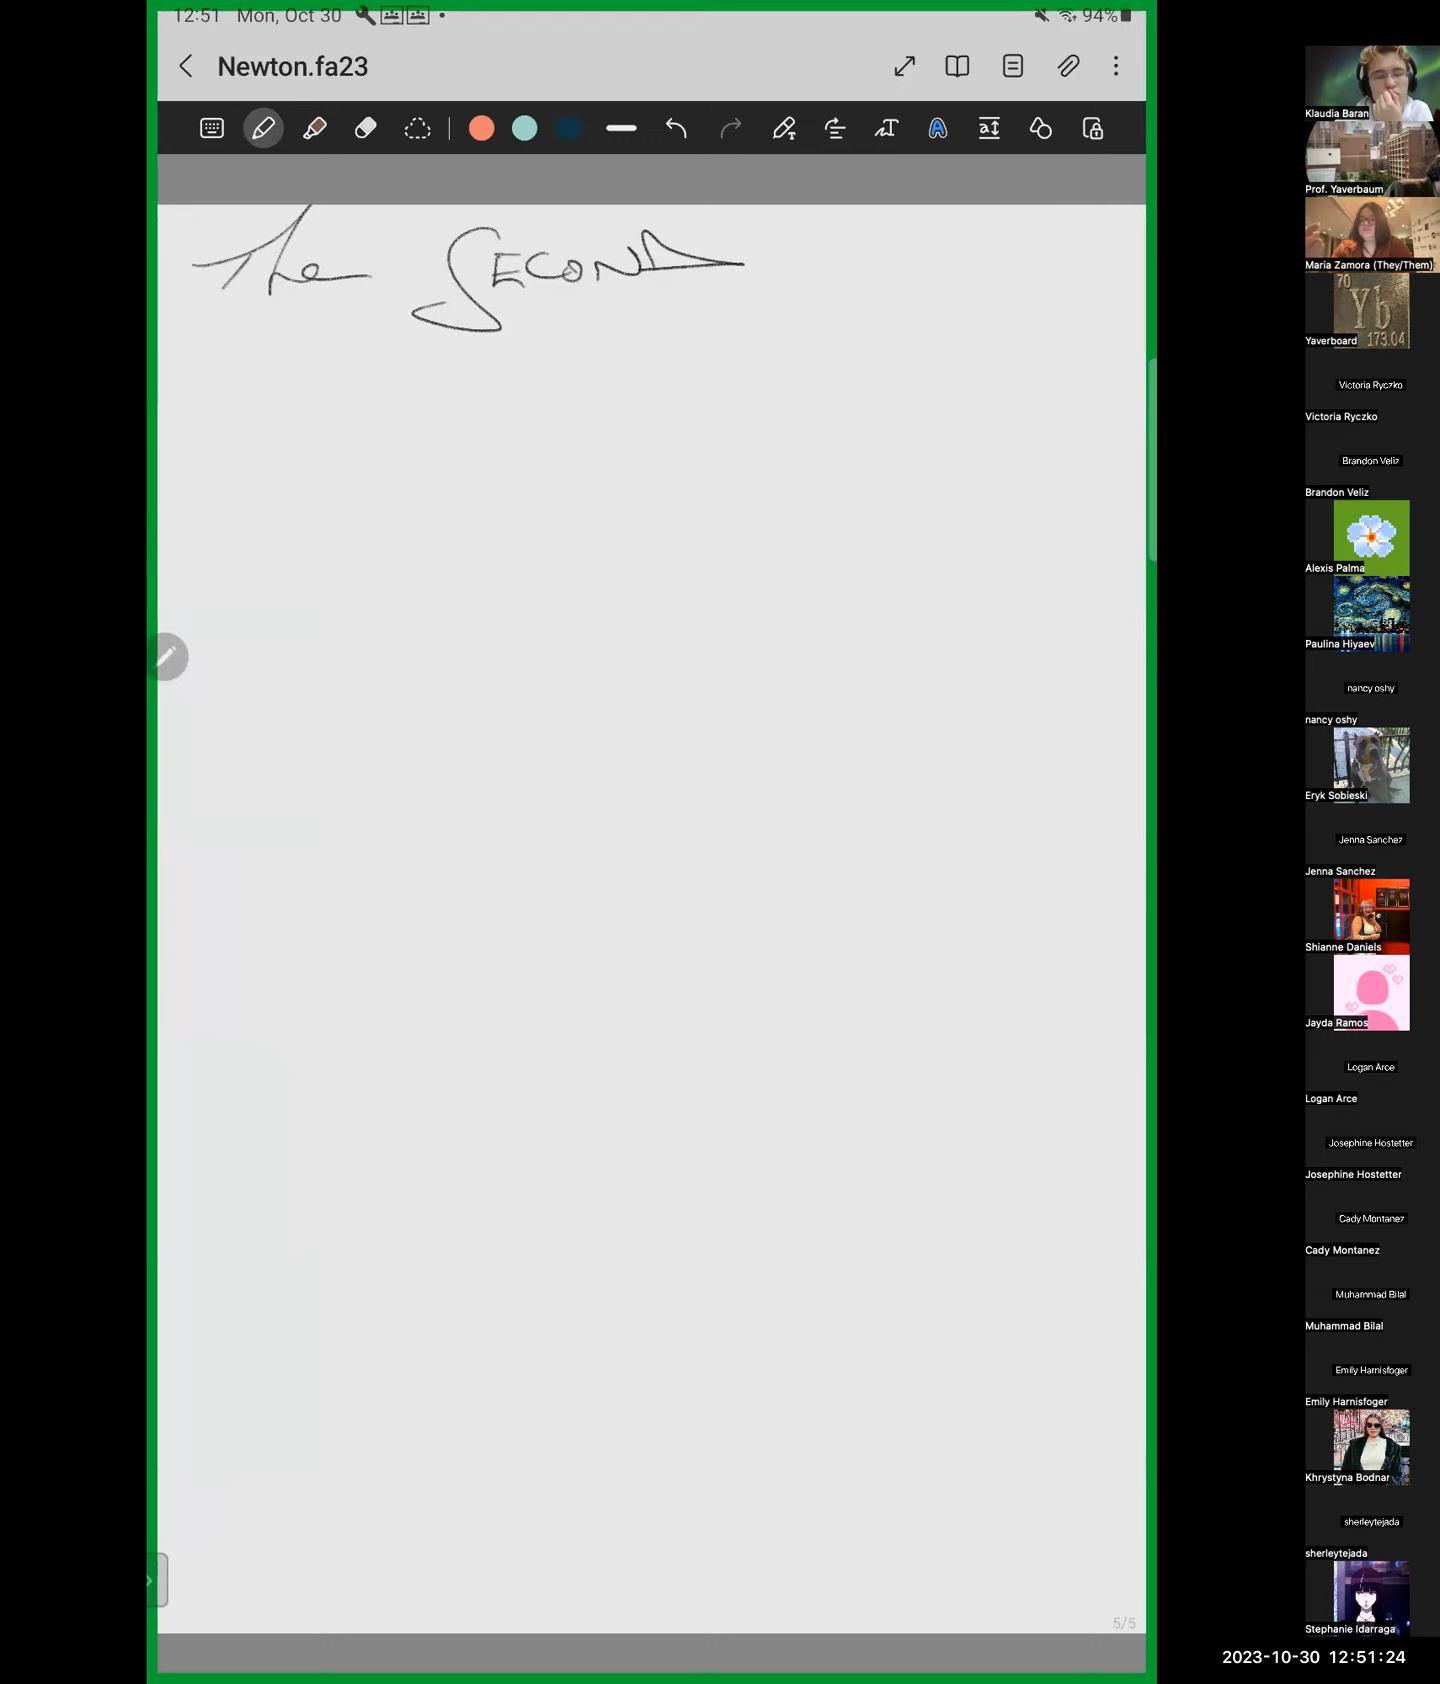 12:51 Mon, Oct 30
94%
Newton.fa23
The SECOND
5/5
Klaudia Baran
Prof. Yaverbaum
Maria Zamora (They/Them)
70
Yb
173.04
Yaverboard
Victoria Ryczko
Victoria Ryczko
Brandon Veliz
Brandon Veliz
Alexis Palma
Paulina Hiyaev
nancy oshy
nancy oshy
Eryk Sobieski
Jenna Sanchez
Jenna Sanchez
Shianne Daniels
Jayda Ramos
Logan Arce
Logan Arce
Josephine Hostetter
Josephine Hostetter
Cady Montanez
Cady Montanez
Muhammad Bilal
Muhammad Bilal
Emily Harnisfoger
Emily Harnisfoger
Khrystyna Bodnar
sherleytejada
sherleytejada
Stephanie Idarraga
2023-10-30 12:51:24